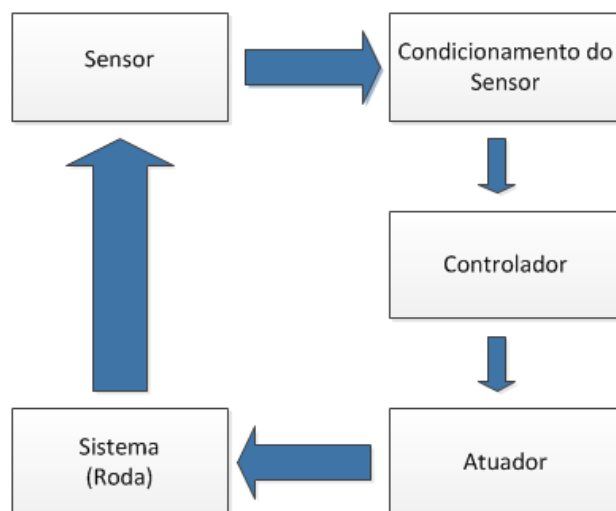 Sensor
Condicionamento do
Sensor
Controlador
Atuador
Sistema
(Roda)